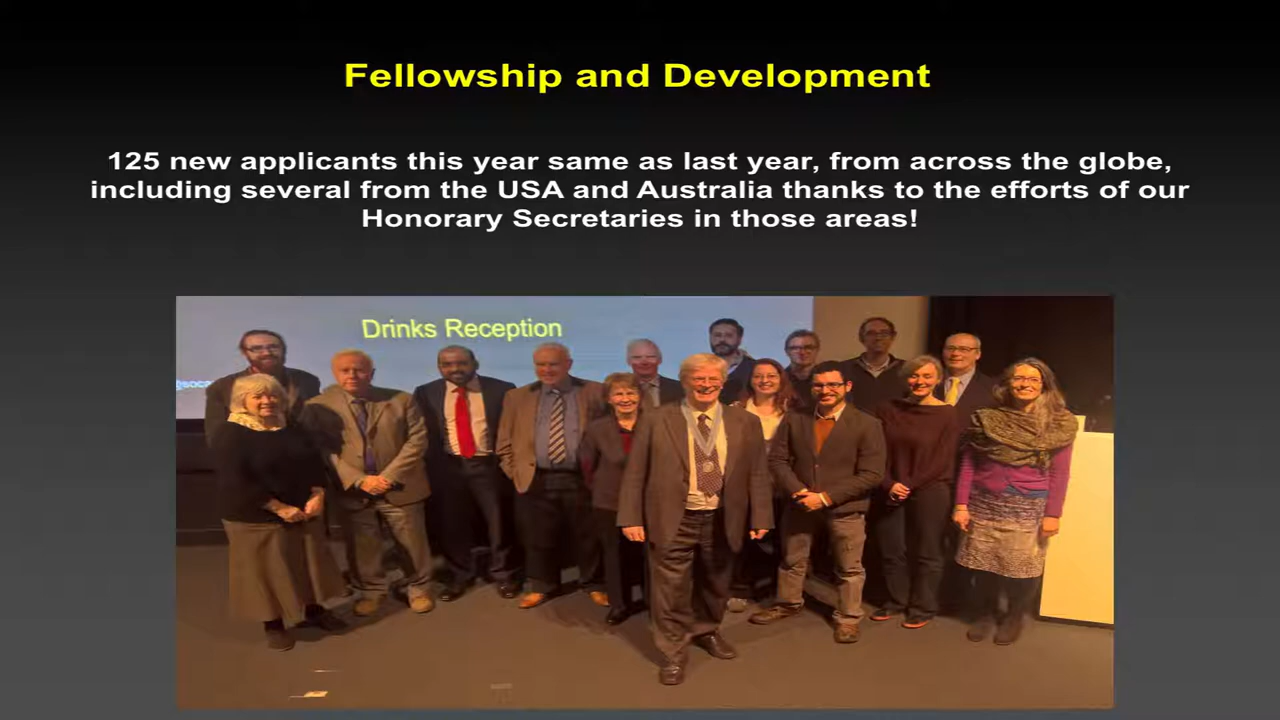 Fellowship and Development
125 new applicants this year same as last year, from across the globe,
including several from the USA and Australia thanks to the efforts of our
Honorary Secretaries in those areas!
Drinks Reception